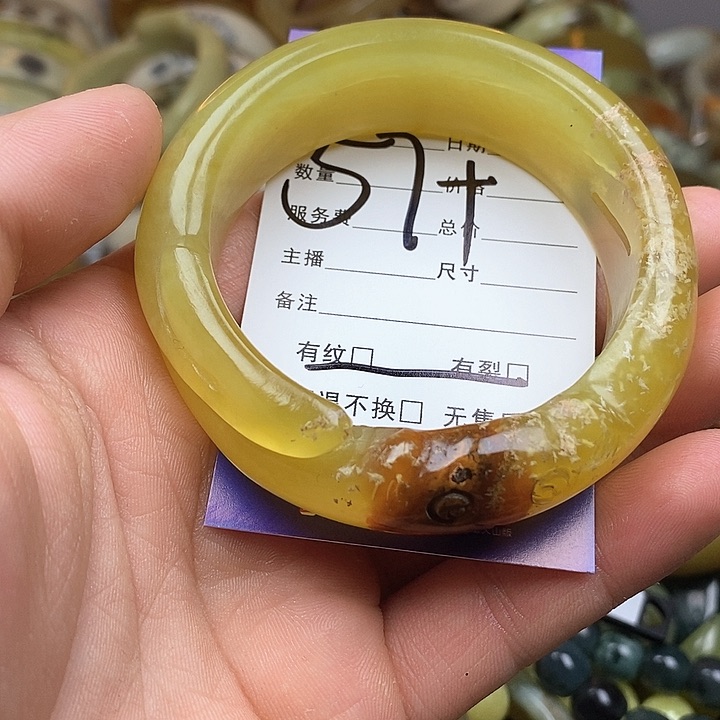 日期
数量 价格
57+
服务费 总价
主播 尺寸
备注
有纹□ 有裂□
退不换□ 无售